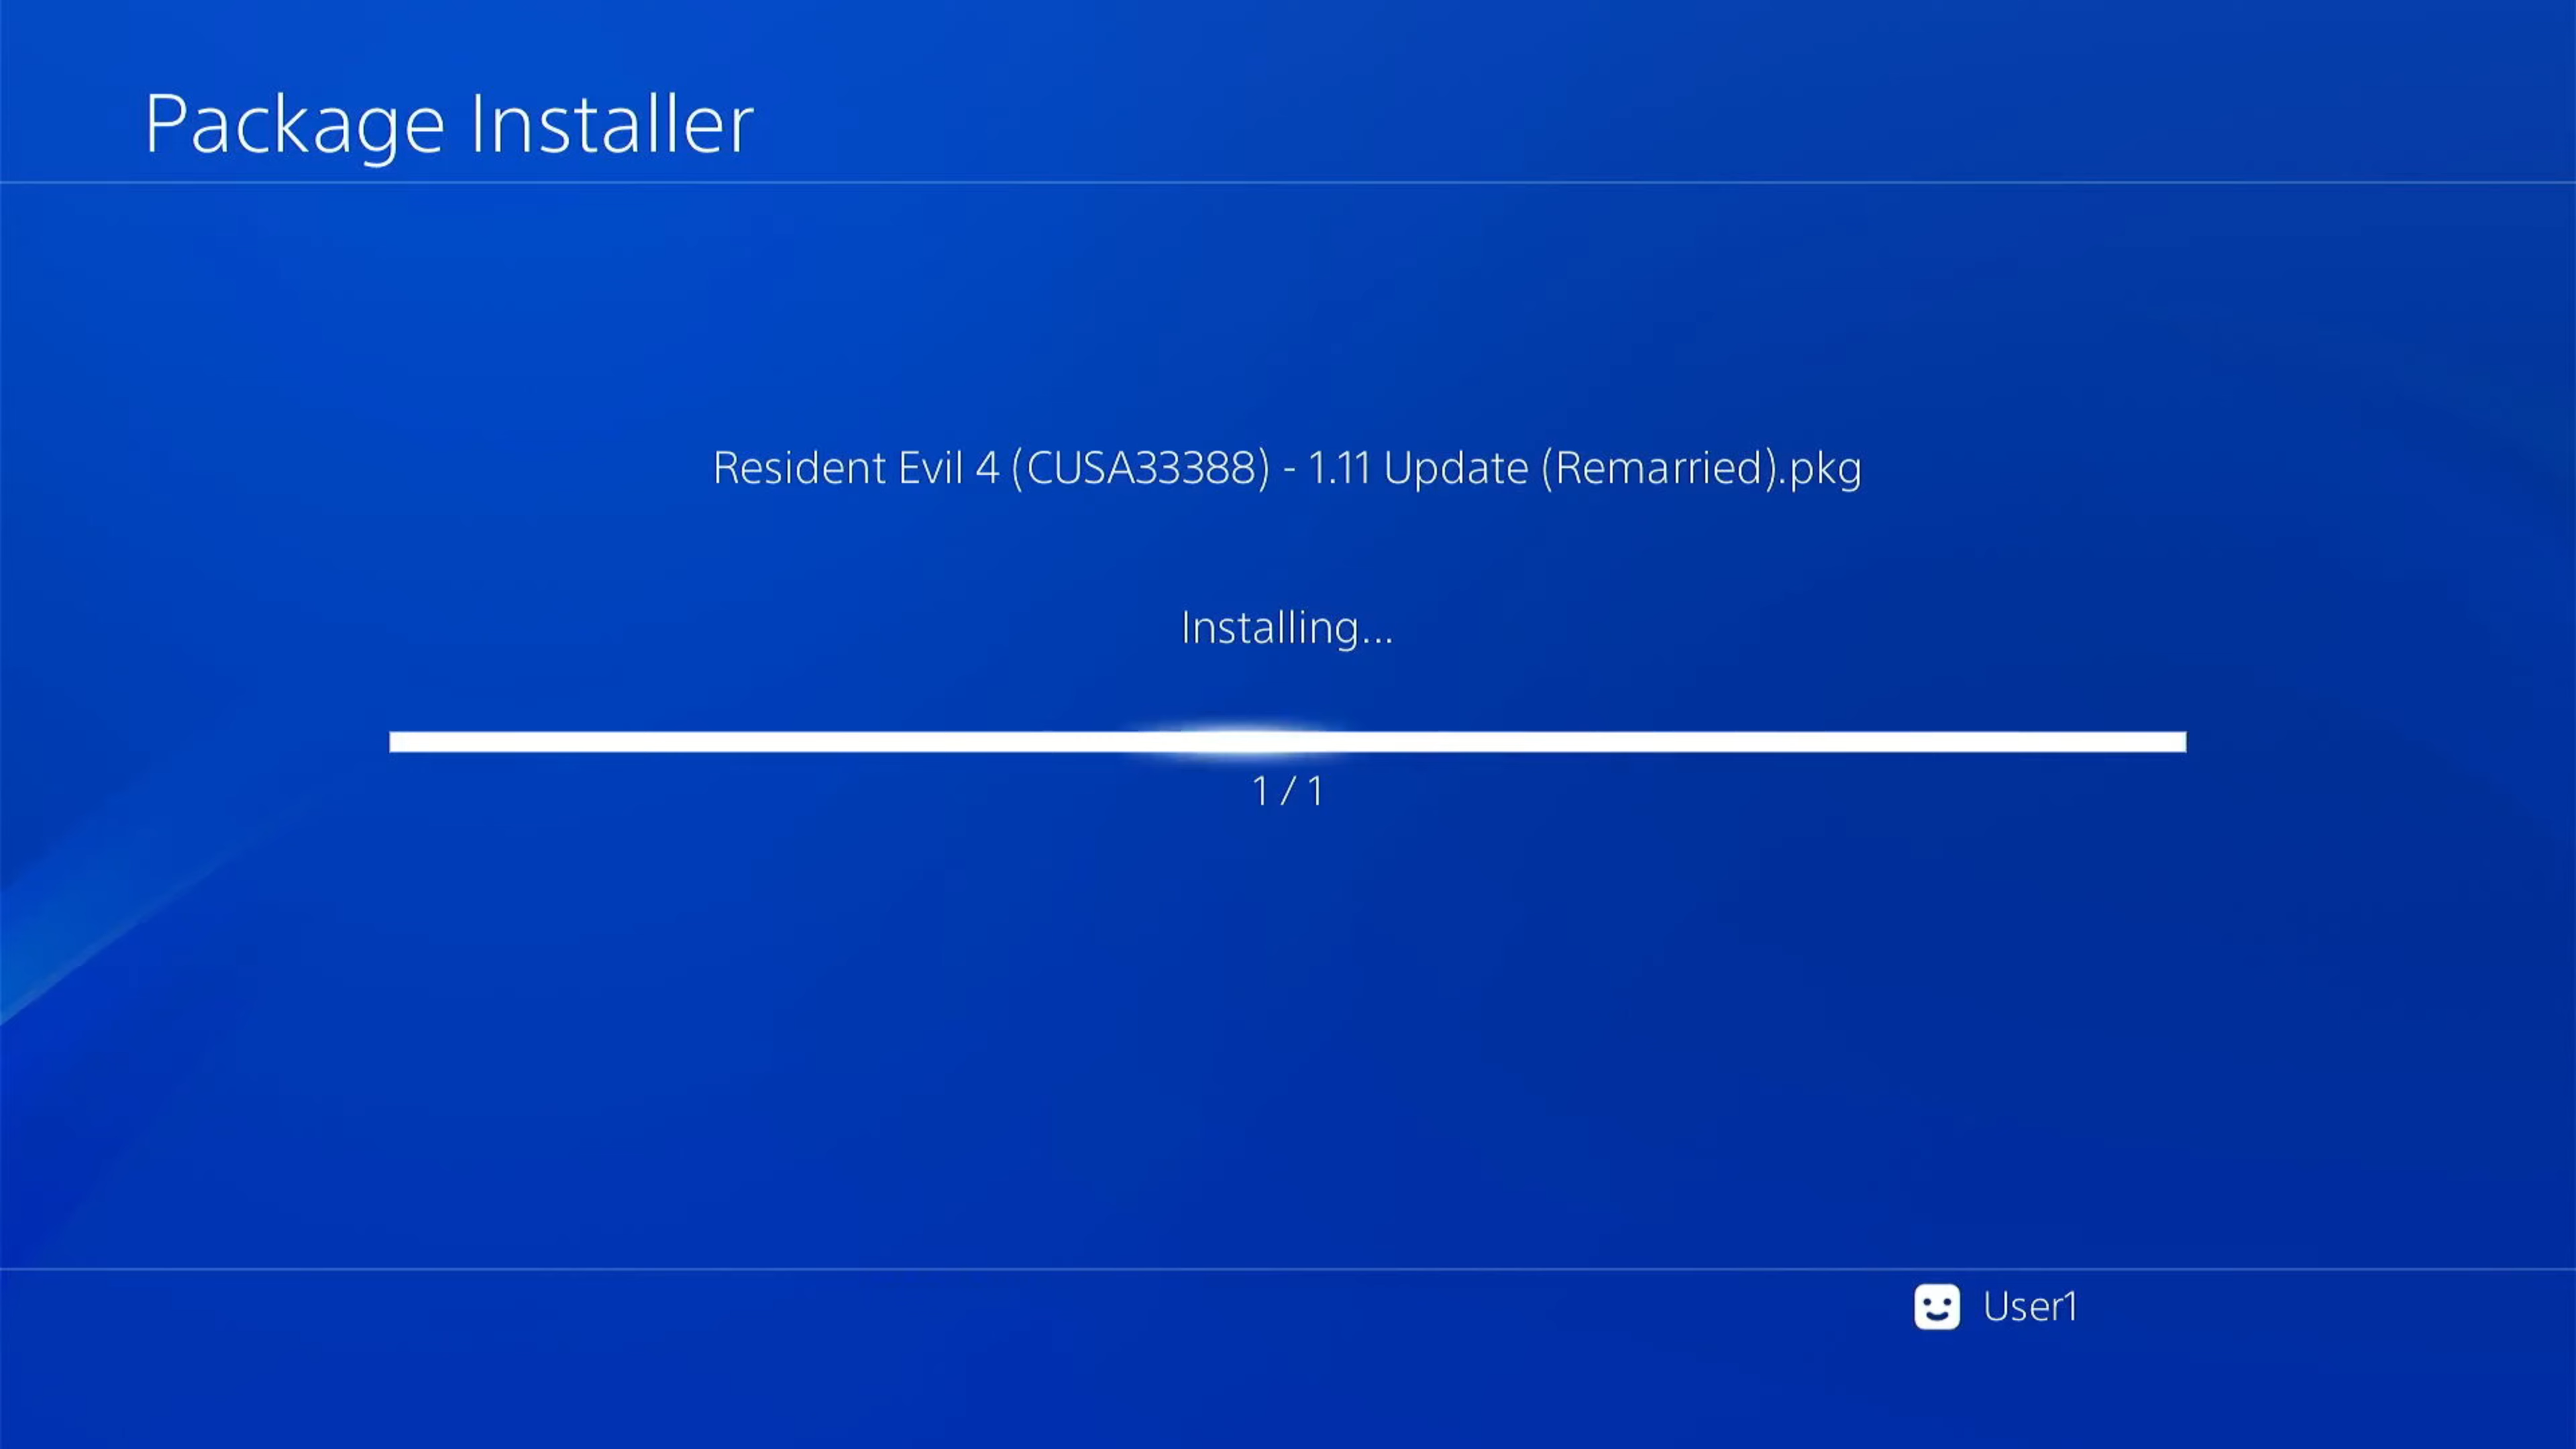 Package Installer
Resident Evil 4 (CUSA33388) - 1.11 Update (Remarried).pkg
Installing...
1 / 1
User1